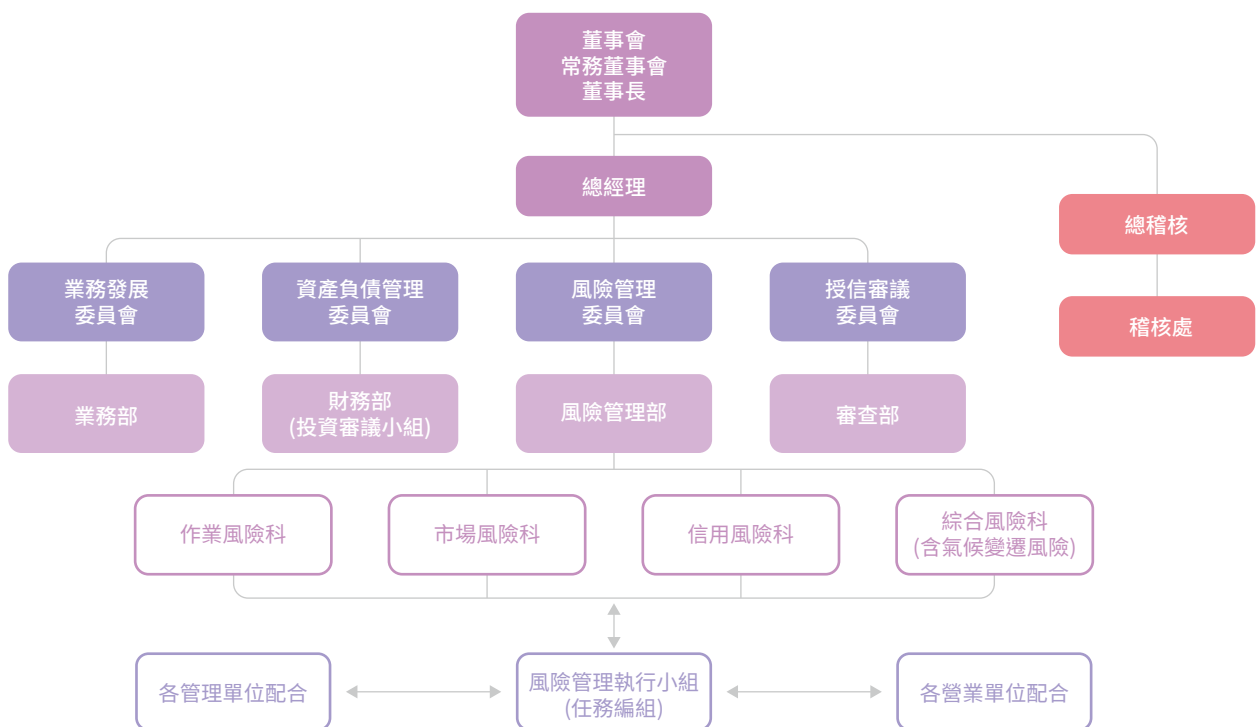 董事會
常務董事會
董事長
總經理
總稽核
稽核處
業務發展
委員會
資產負債管理
委員會
風險管理
委員會
授信審議
委員會
業務部
財務部
(投資審議小組)
風險管理部
審查部
作業風險科
市場風險科
信用風險科
綜合風險科
(含氣候變遷風險)
各管理單位配合
風險管理執行小組
(任務編組)
各營業單位配合